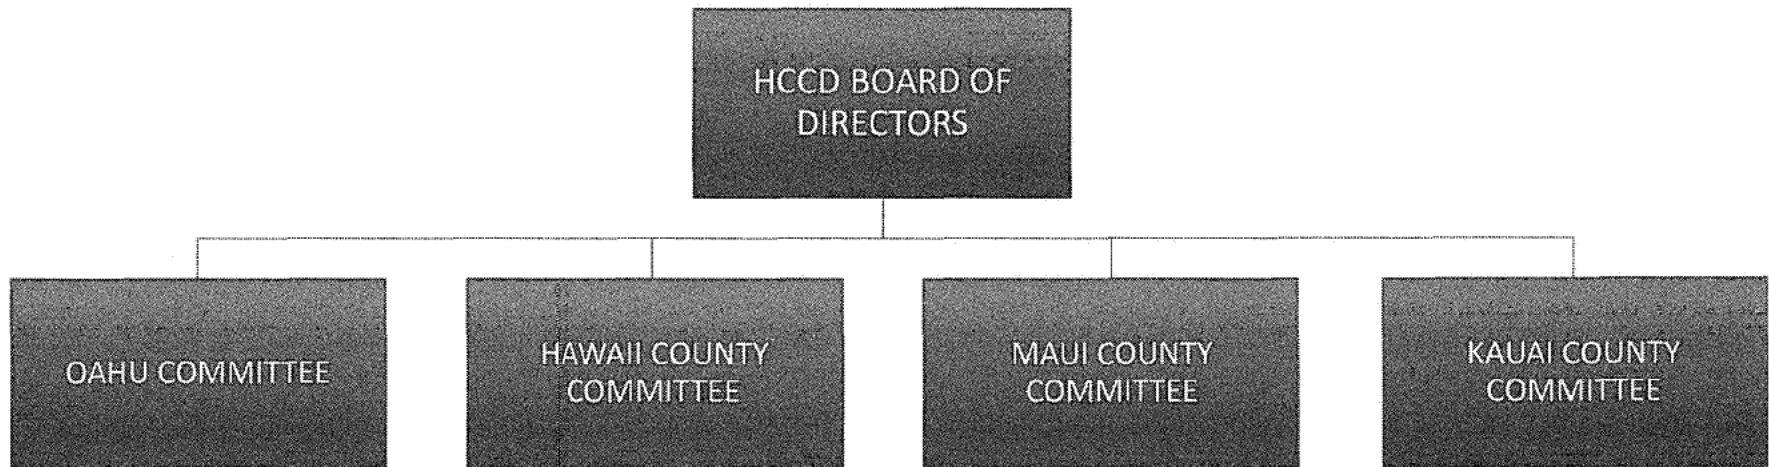 HCCD BOARD OF
DIRECTORS
OAHU COMMITTEE
HAWAII COUNTY
COMMITTEE
MAUI COUNTY
COMMITTEE
KAUAI COUNTY
COMMITTEE